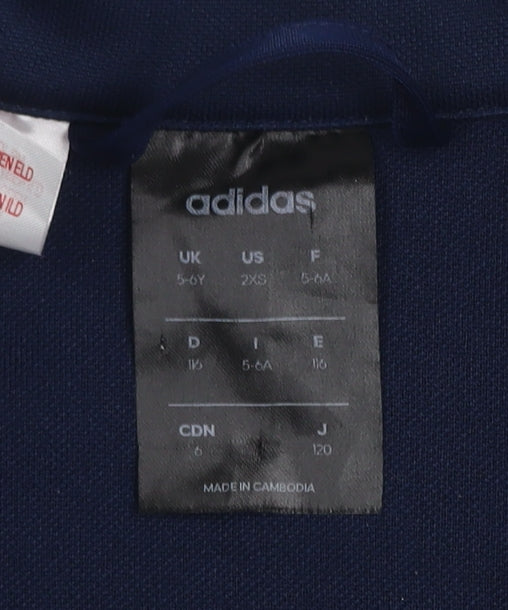 adidas
UK US F
5-6Y 2XS 5-6A
D I E
116 5-6A 116
CDN J
6 120
MADE IN CAMBODIA